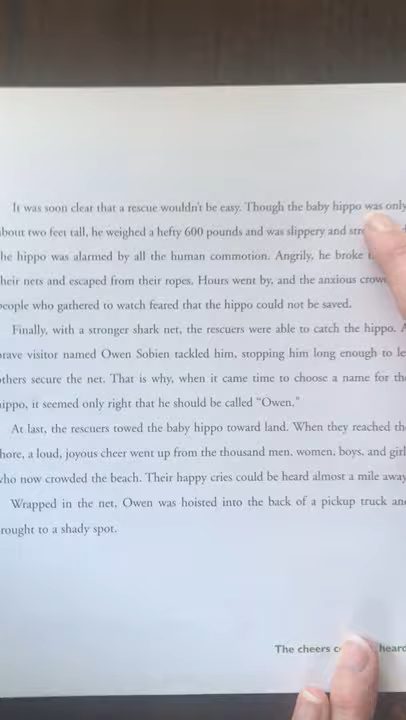 It was soon clear that a rescue wouldn't be easy. Though the baby hippo was only
about two feet tall, he weighed a hefty 600 pounds and was slippery and
he hippo was alarmed by all the human commotion. Angrily, he broke
heir nets and escaped from their ropes. Hours went by, and the anxious
people who gathered to watch feared that the hippo could not be saved.
Finally, with a stronger shark net, the rescuers were able to catch the hippo. A
brave visitor named Owen Sobien tackled him, stopping him long enough to le
others secure the net. That is why, when it came time to choose a name for the
hippo, it seemed only right that he should be called "Owen."
At last, the rescuers towed the baby hippo toward land. When they reached th
hore, a loud, joyous cheer went up from the thousand men, women, boys, and girl
who now crowded the beach. Their happy cries could be heard almost a mile away
Wrapped in the net, Owen was hoisted into the back of a pickup truck and
rought to a shady spot.
The cheers heard